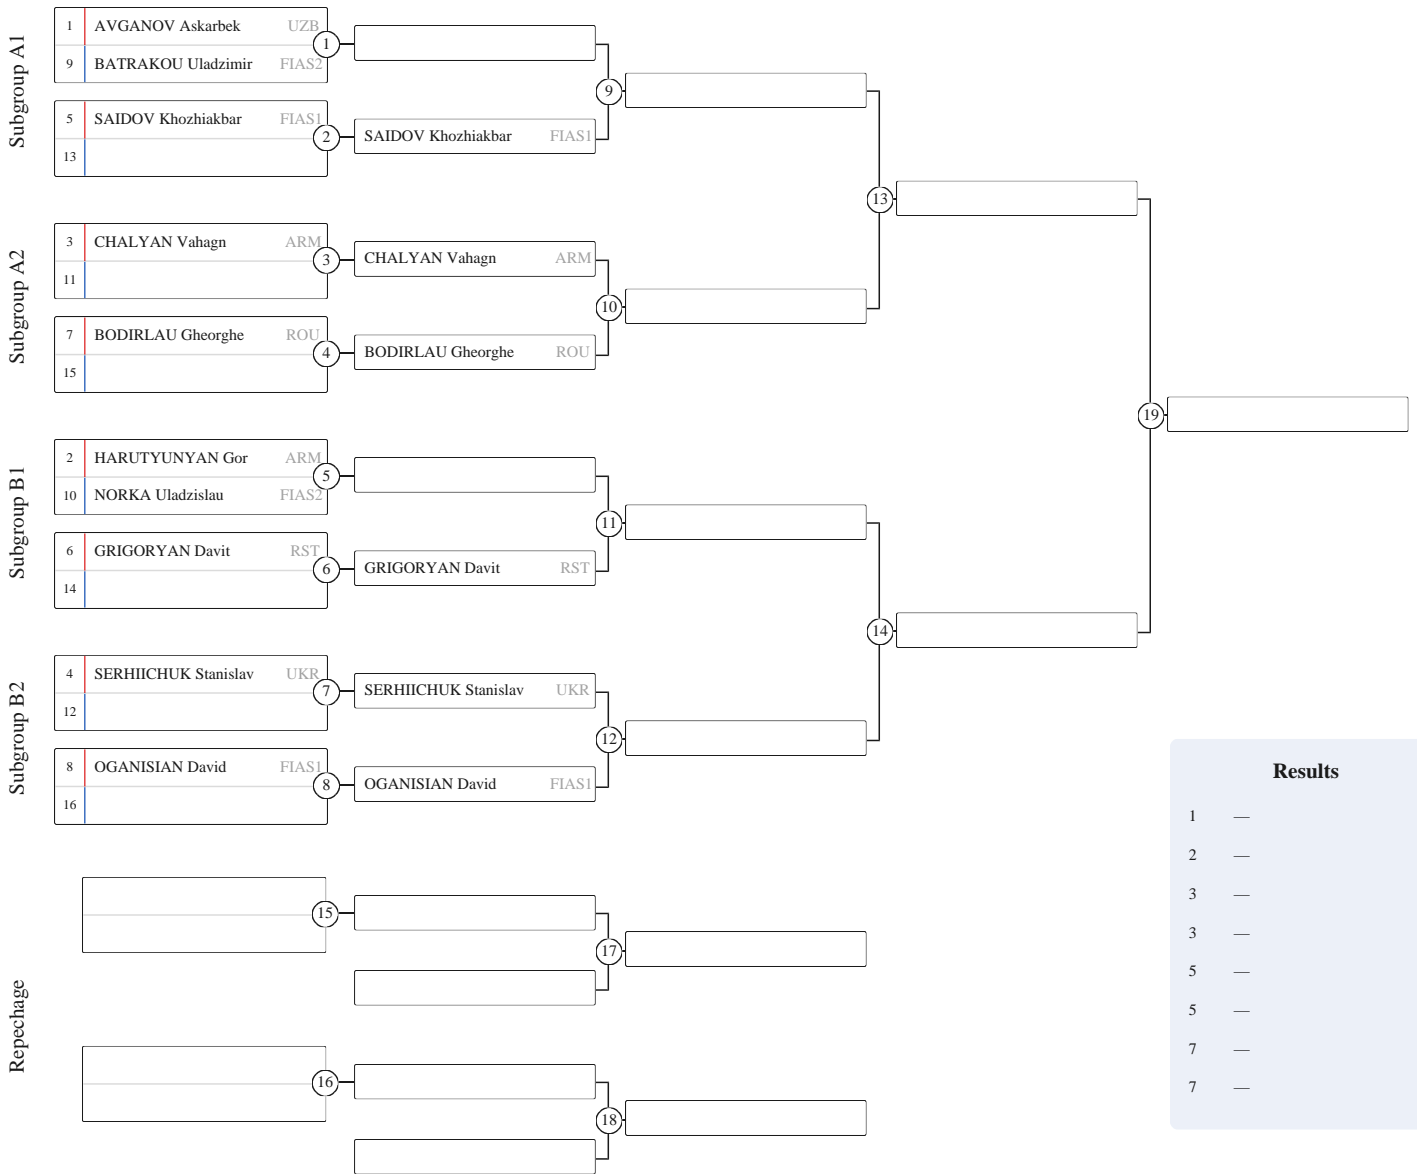 Subgroup A1
1 AVGANOV Askarbek UZB
9 BATRAKOU Uladzimir FIAS2
1
5 SAIDOV Khozhiakbar FIAS1
13
2
SAIDOV Khozhiakbar FIAS1
9
Subgroup A2
3 CHALYAN Vahagn ARM
11
3
CHALYAN Vahagn ARM
7 BODIRLAU Gheorghe ROU
15
4
BODIRLAU Gheorghe ROU
10
13
Subgroup B1
2 HARUTYUNYAN Gor ARM
10 NORKA Uladzislau FIAS2
5
6 GRIGORYAN Davit RST
14
6
GRIGORYAN Davit RST
11
Subgroup B2
4 SERHIICHUK Stanislav UKR
12
7
SERHIICHUK Stanislav UKR
8 OGANISIAN David FIAS1
16
8
OGANISIAN David FIAS1
12
14
19
Repechage
15
17
16
18
Results
1 —
2 —
3 —
3 —
5 —
5 —
7 —
7 —